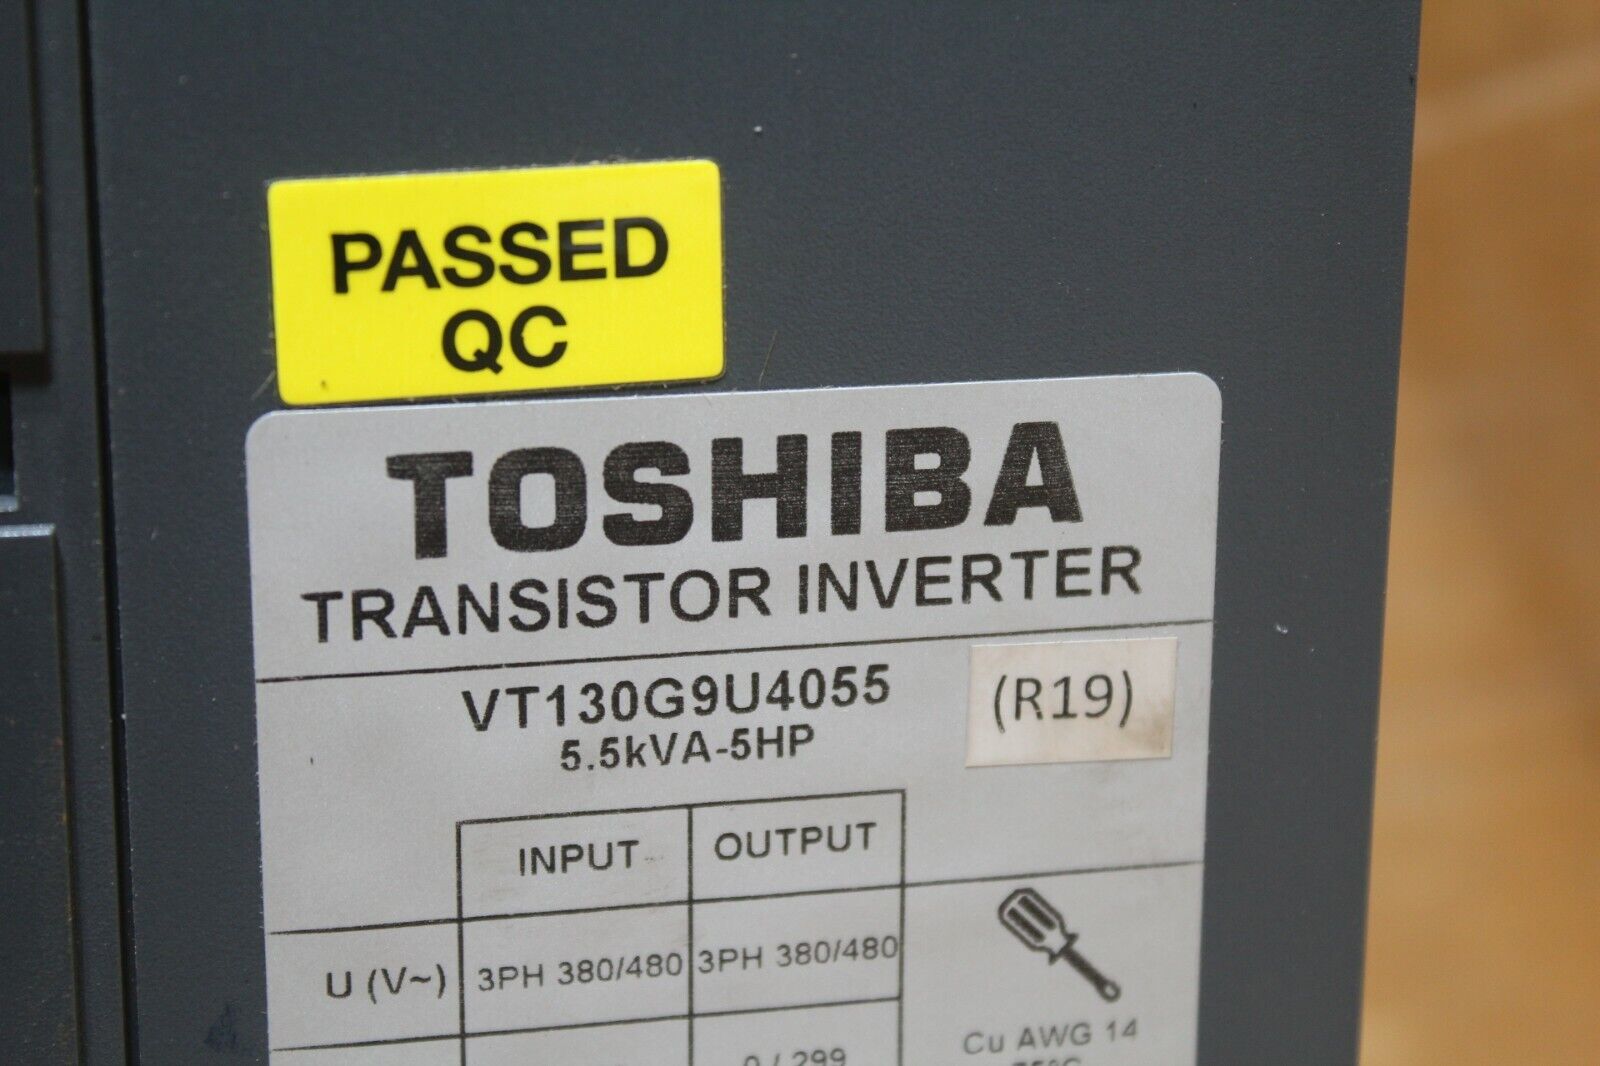 PASSED
QC
TOSHIBA
TRANSISTOR INVERTER
VT130G9U4055 (R19)
5.5kVA-5HP
INPUT OUTPUT
U (V~) 3PH 380/480 3PH 380/480
0 / 299
Cu AWG 14